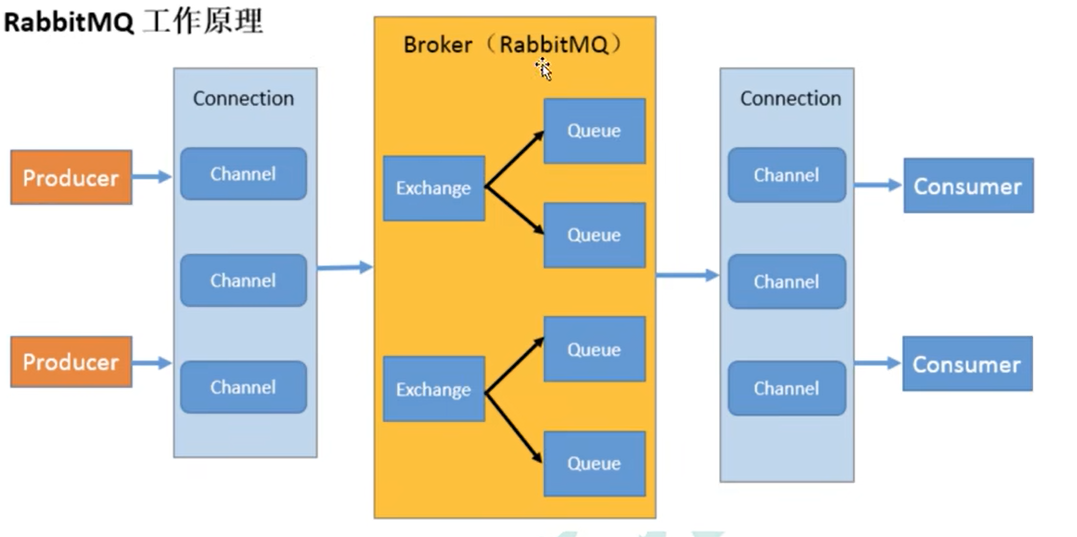 RabbitMQ 工作原理
Broker（RabbitMQ）
Connection
Connection
Producer
Channel
Exchange
Queue
Queue
Channel
Consumer
Channel
Channel
Producer
Channel
Exchange
Queue
Queue
Channel
Consumer